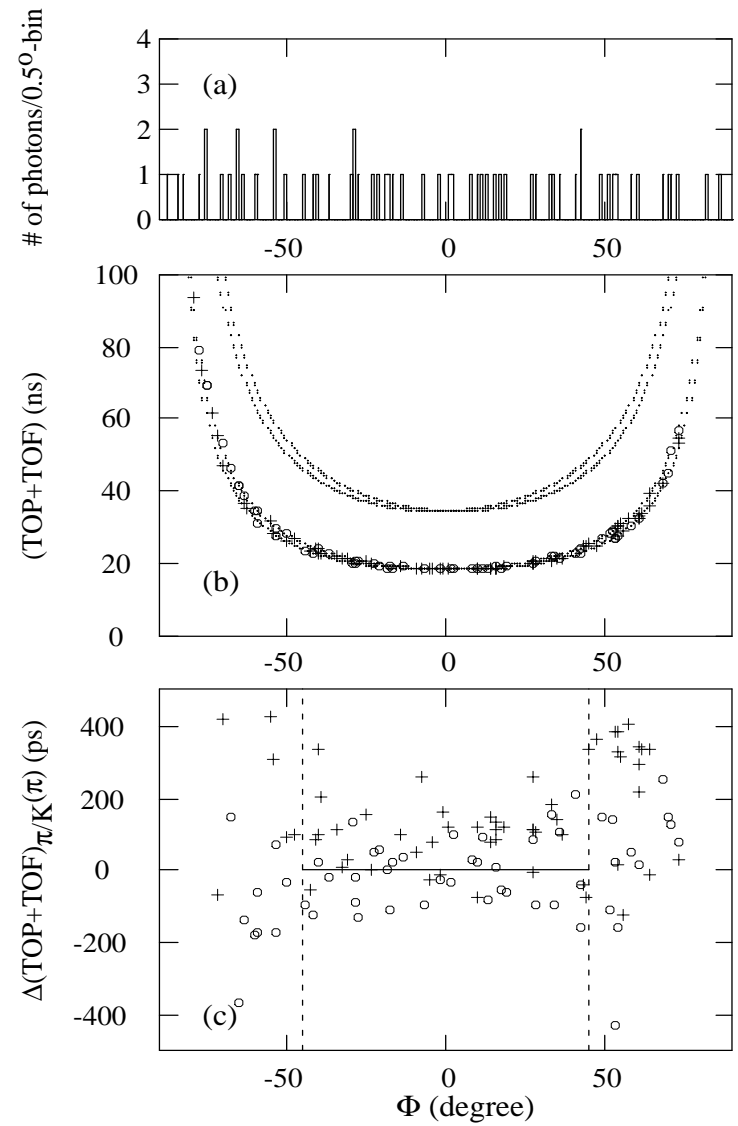 # of photons/0.5°-bin
4
3
2
1
0
(a)
-50 0 50
(TOP+TOF) (ns)
100
80
60
40
20
0
(b)
-50 0 50
Δ(TOP+TOF)π/K(π) (ps)
400
200
0
-200
-400
(c)
-50 0 50
Φ (degree)